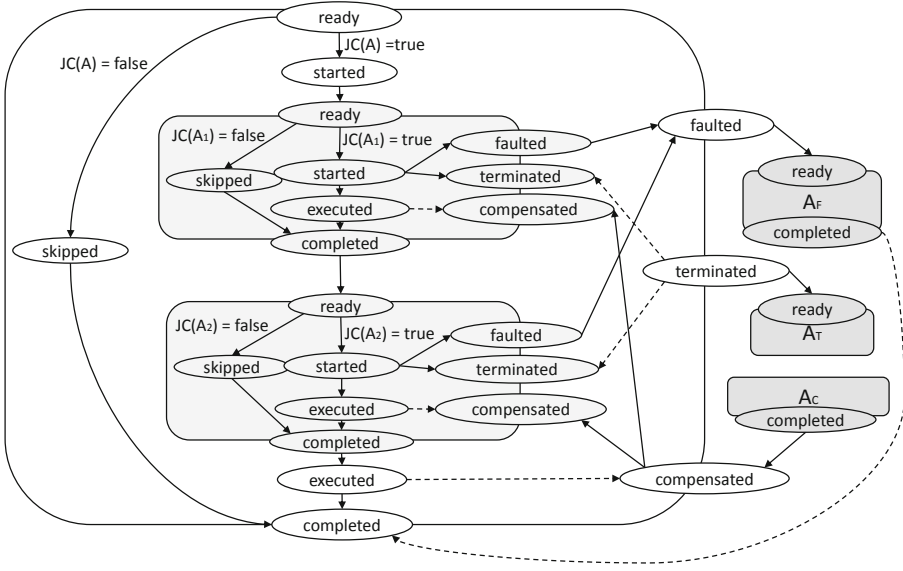 ready
JC(A) =true
JC(A) = false
started
ready
JC(A1) = false
JC(A1) = true
faulted
faulted
skipped
started
terminated
ready
executed
compensated
AF
completed
completed
skipped
terminated
ready
ready
JC(A2) = false
JC(A2) = true
faulted
AT
skipped
started
terminated
executed
compensated
AC
completed
completed
executed
compensated
completed